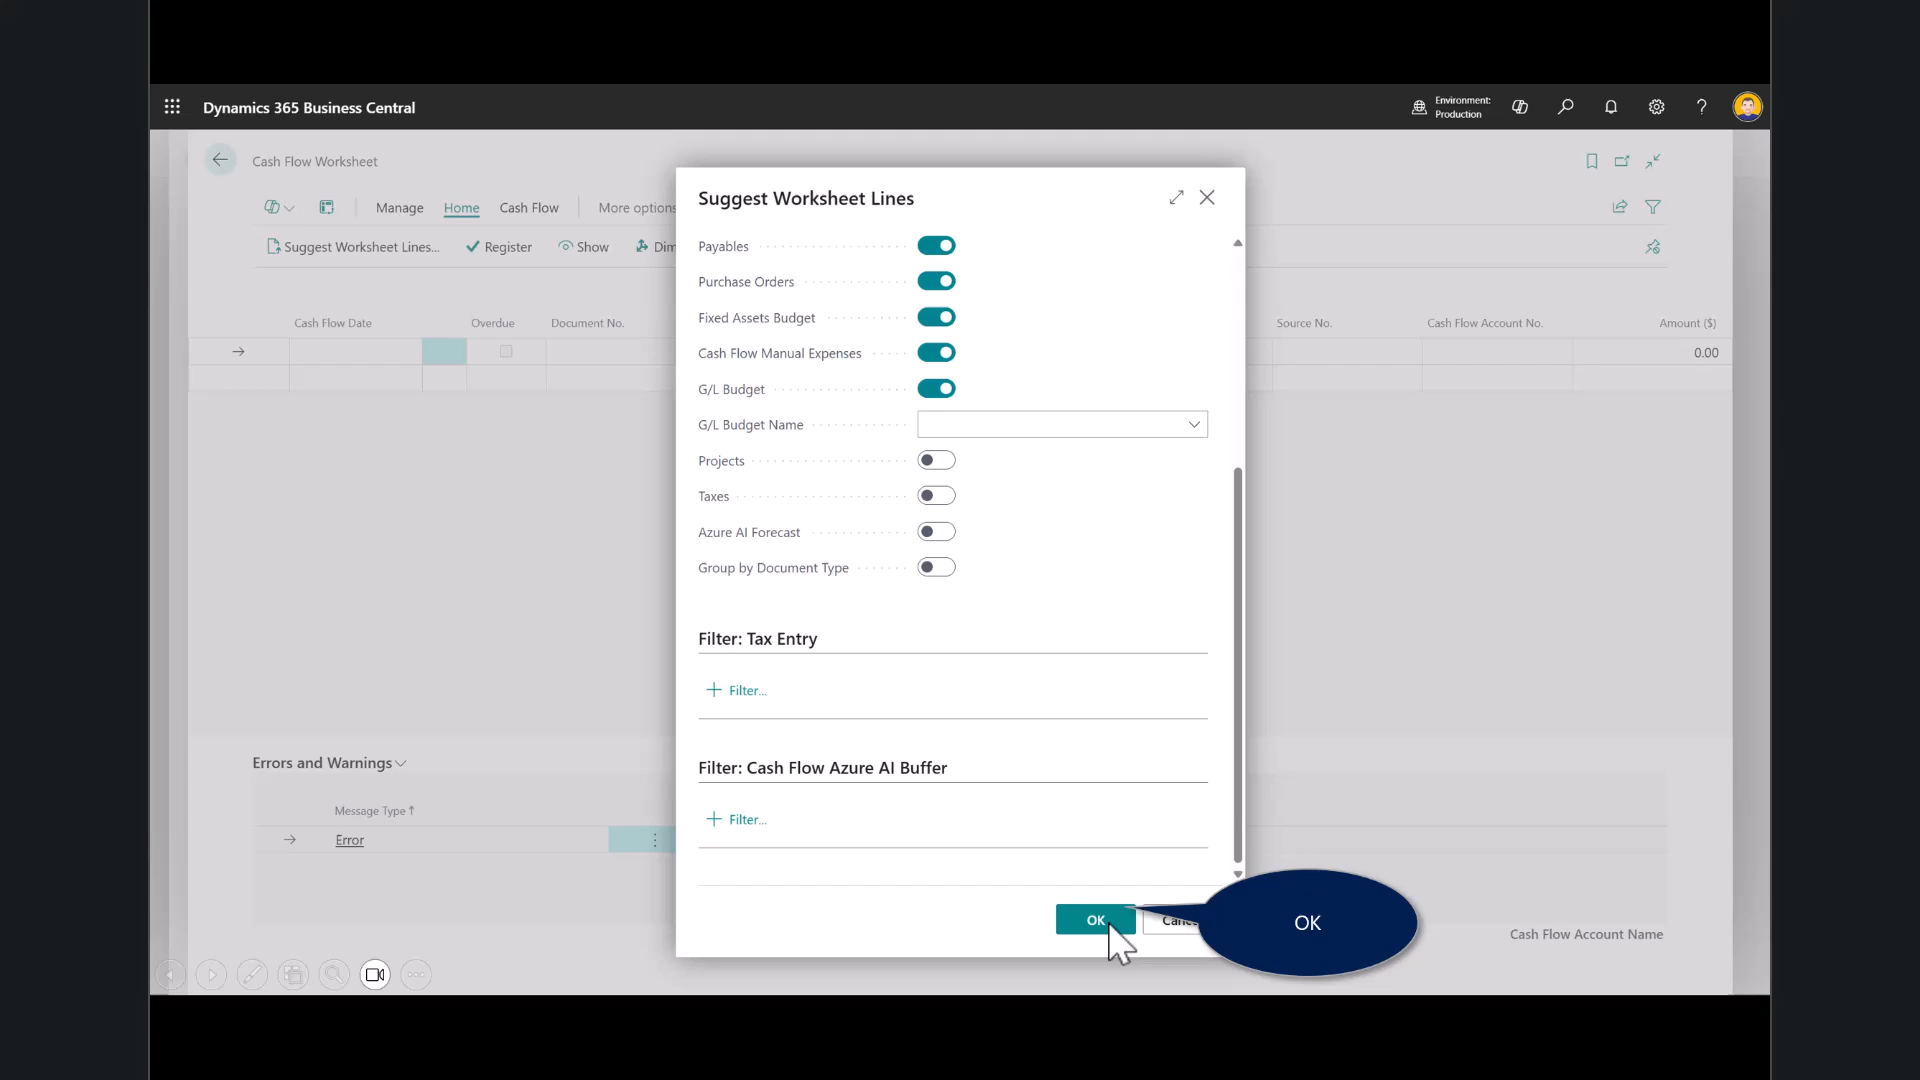 Dynamics 365 Business Central
Environment:
Production
Cash Flow Worksheet
Manage
Home
Cash Flow
More options
Suggest Worksheet Lines...
Register
Show
Cash Flow Date
Overdue
Document No.
Source No.
Cash Flow Account No.
Amount ($)
0.00
Suggest Worksheet Lines
Payables
Purchase Orders
Fixed Assets Budget
Cash Flow Manual Expenses
G/L Budget
G/L Budget Name
Projects
Taxes
Azure AI Forecast
Group by Document Type
Filter: Tax Entry
Filter...
Filter: Cash Flow Azure AI Buffer
Filter...
OK
OK
Errors and Warnings
Message Type
Error
Cash Flow Account Name